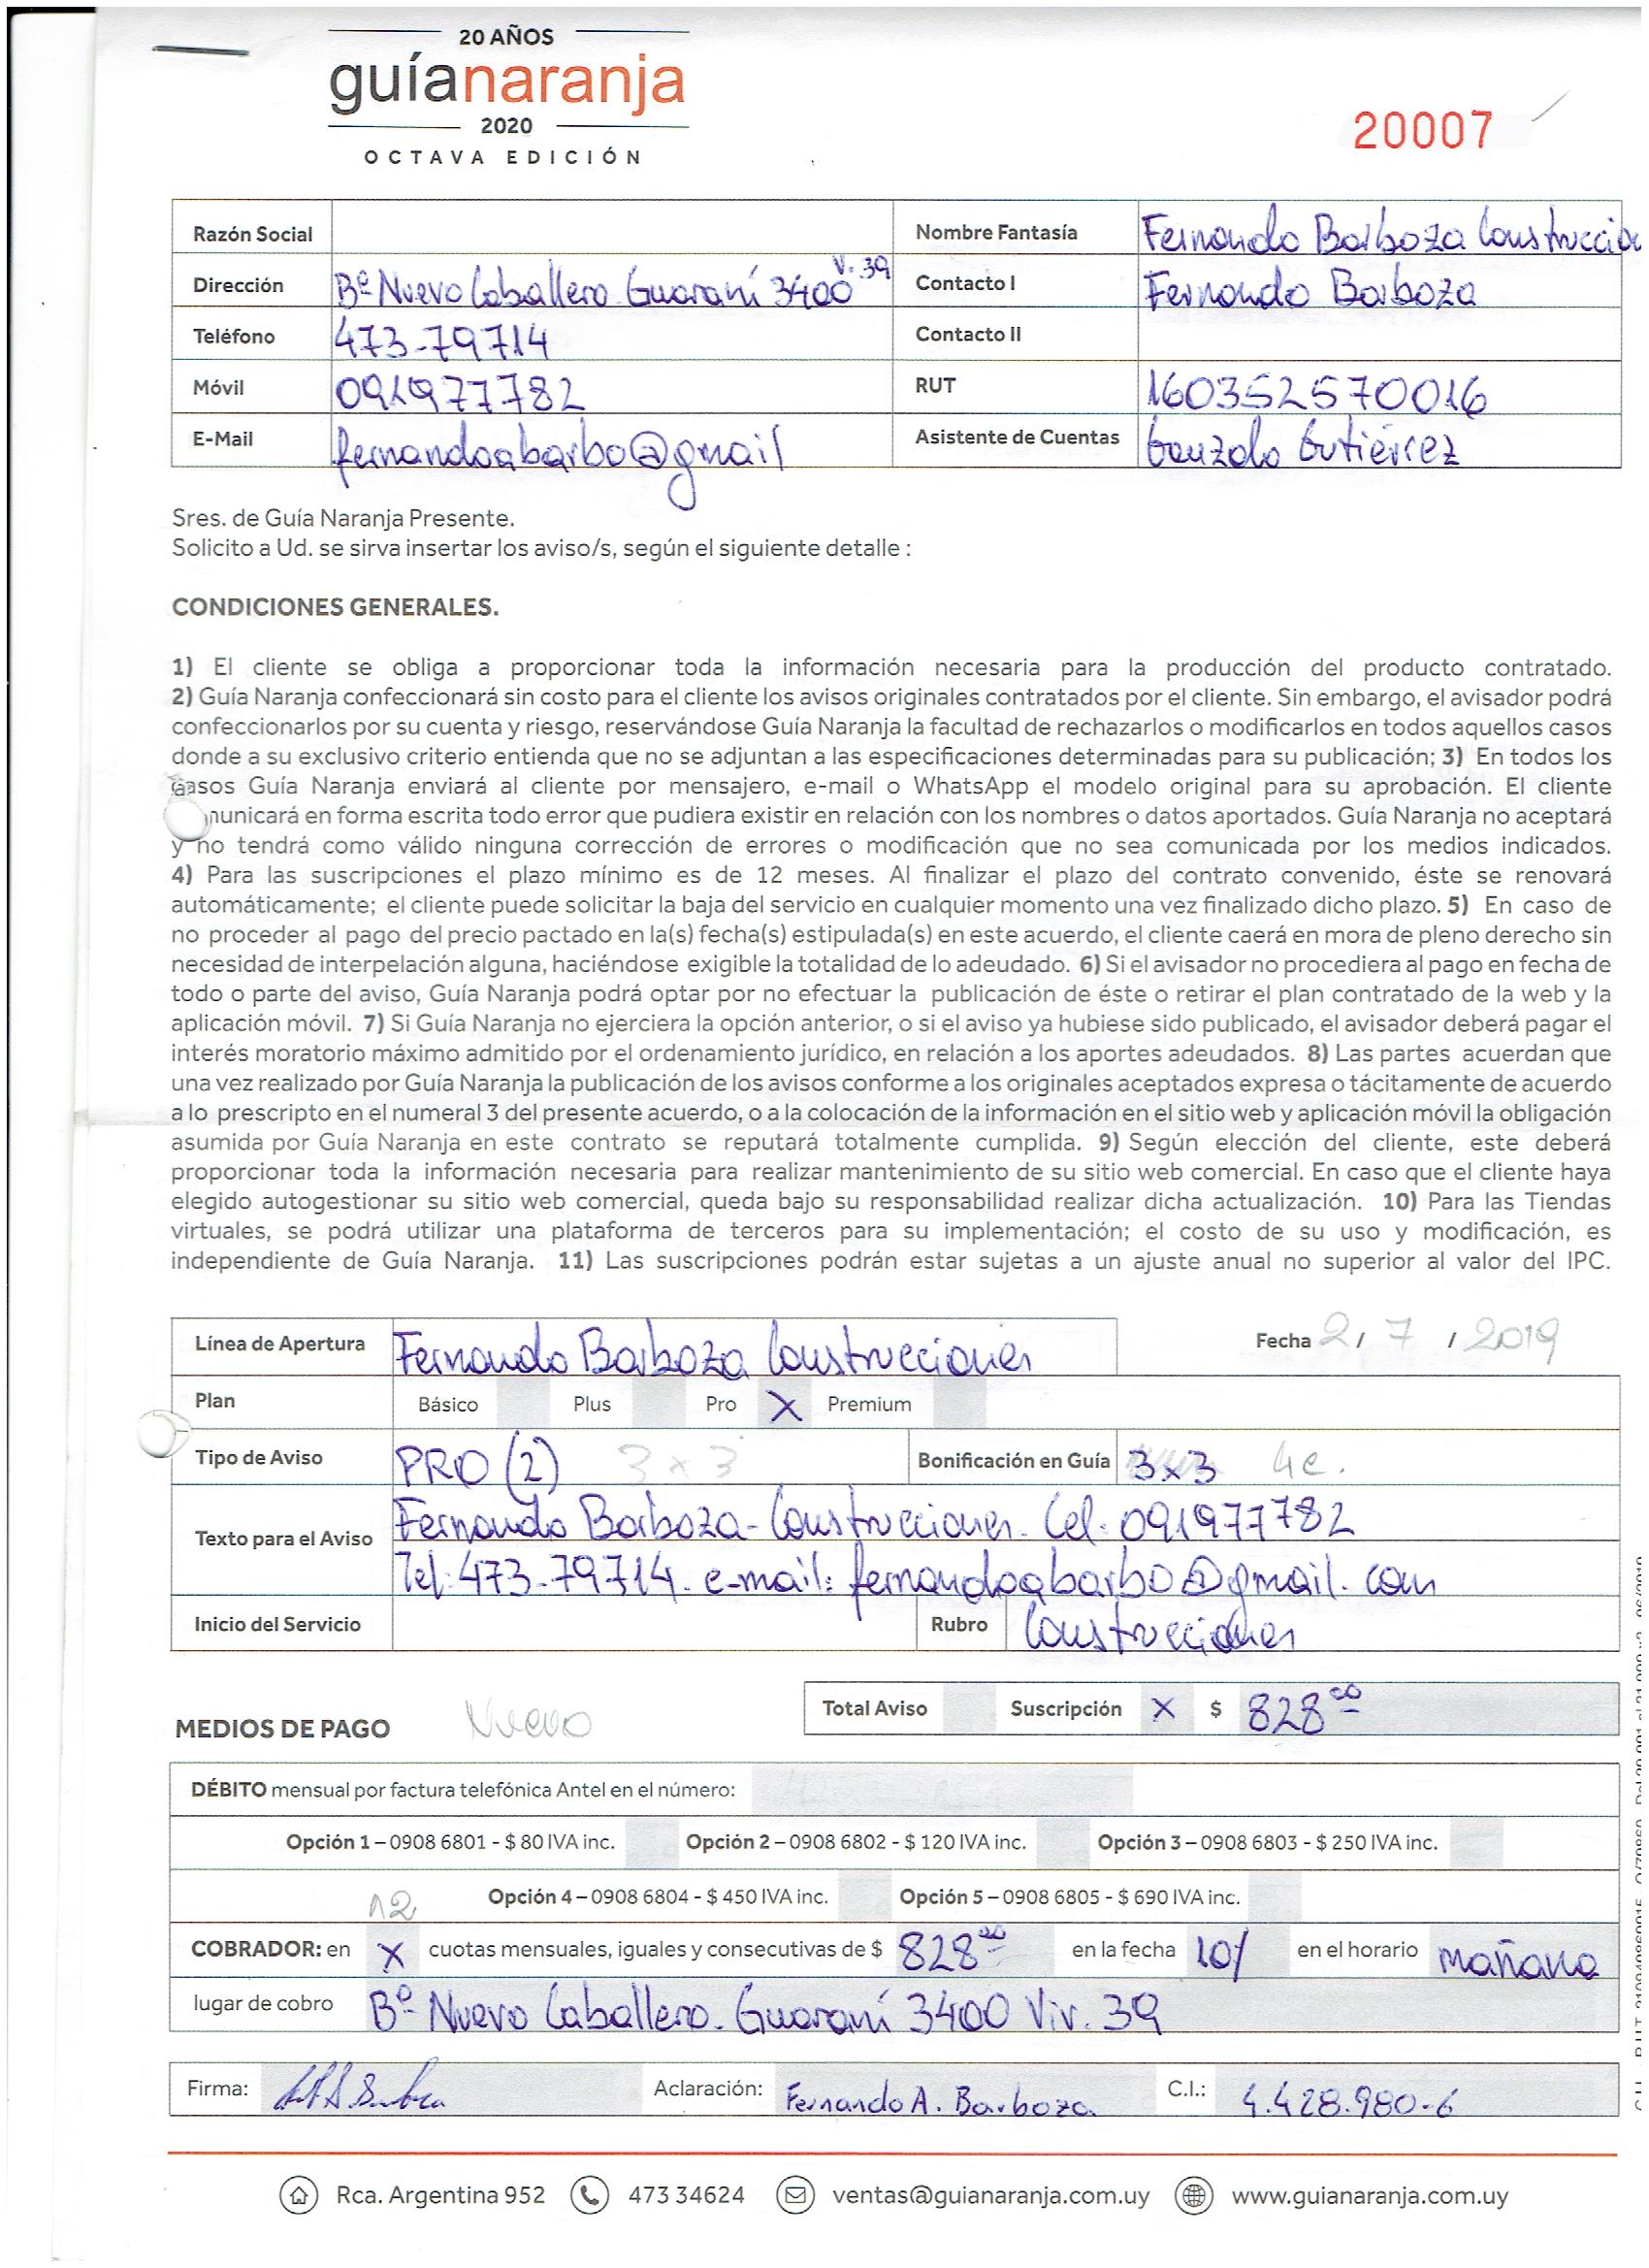 20 AÑOS
guíanaranja
2020
OCTAVA EDICIÓN
20007
Razón Social
Nombre Fantasía Fernando Barboza Construccio
Dirección Bº Nuevo Caballero. Guaraní 3400 V. 39
Contacto I Fernando Barboza
Teléfono 473-79714
Contacto II
Móvil 091977782
RUT 160352570016
E-Mail fernandoabarbo@gmail
Asistente de Cuentas Gonzalo Gutiérrez
Sres. de Guía Naranja Presente.
Solicito a Ud. se sirva insertar los aviso/s, según el siguiente detalle :
CONDICIONES GENERALES.
1) El cliente se obliga a proporcionar toda la información necesaria para la producción del producto contratado.
2) Guía Naranja confeccionará sin costo para el cliente los avisos originales contratados por el cliente. Sin embargo, el avisador podrá
confeccionarlos por su cuenta y riesgo, reservándose Guía Naranja la facultad de rechazarlos o modificarlos en todos aquellos casos
donde a su exclusivo criterio entienda que no se adjuntan a las especificaciones determinadas para su publicación; 3) En todos los
casos Guía Naranja enviará al cliente por mensajero, e-mail o WhatsApp el modelo original para su aprobación. El cliente
municará en forma escrita todo error que pudiera existir en relación con los nombres o datos aportados. Guía Naranja no aceptará
y no tendrá como válido ninguna corrección de errores o modificación que no sea comunicada por los medios indicados.
4) Para las suscripciones el plazo mínimo es de 12 meses. Al finalizar el plazo del contrato convenido, éste se renovará
automáticamente; el cliente puede solicitar la baja del servicio en cualquier momento una vez finalizado dicho plazo. 5) En caso de
no proceder al pago del precio pactado en la(s) fecha(s) estipulada(s) en este acuerdo, el cliente caerá en mora de pleno derecho sin
necesidad de interpelación alguna, haciéndose exigible la totalidad de lo adeudado. 6) Si el avisador no procediera al pago en fecha de
todo o parte del aviso, Guía Naranja podrá optar por no efectuar la publicación de éste o retirar el plan contratado de la web y la
aplicación móvil. 7) Si Guía Naranja no ejerciera la opción anterior, o si el aviso ya hubiese sido publicado, el avisador deberá pagar el
interés moratorio máximo admitido por el ordenamiento jurídico, en relación a los aportes adeudados. 8) Las partes acuerdan que
una vez realizado por Guía Naranja la publicación de los avisos conforme a los originales aceptados expresa o tácitamente de acuerdo
a lo prescripto en el numeral 3 del presente acuerdo, o a la colocación de la información en el sitio web y aplicación móvil la obligación
asumida por Guía Naranja en este contrato se reputará totalmente cumplida. 9) Según elección del cliente, este deberá
proporcionar toda la información necesaria para realizar mantenimiento de su sitio web comercial. En caso que el cliente haya
elegido autogestionar su sitio web comercial, queda bajo su responsabilidad realizar dicha actualización. 10) Para las Tiendas
virtuales, se podrá utilizar una plataforma de terceros para su implementación; el costo de su uso y modificación, es
independiente de Guía Naranja. 11) Las suscripciones podrán estar sujetas a un ajuste anual no superior al valor del IPC.
Línea de Apertura Fernando Barboza Construcciones
Fecha 2 / 7 / 2019
Plan Básico Plus Pro X Premium
Tipo de Aviso PRO (2) 3 x 3 Bonificación en Guía 3x3 4c.
Texto para el Aviso Fernando Barboza - Construcciones. Cel: 091977782
Tel: 473-79714. e-mail: fernandoabarbo@gmail.com
Inicio del Servicio Rubro Construcciones
MEDIOS DE PAGO Nuevo
Total Aviso Suscripción X $ 828 00
DÉBITO mensual por factura telefónica Antel en el número:
Opción 1 – 0908 6801 - $ 80 IVA inc. Opción 2 – 0908 6802 - $ 120 IVA inc. Opción 3 – 0908 6803 - $ 250 IVA inc.
Opción 4 – 0908 6804 - $ 450 IVA inc. Opción 5 – 0908 6805 - $ 690 IVA inc.
12
COBRADOR: en X cuotas mensuales, iguales y consecutivas de $ 828 00 en la fecha 10/ en el horario mañana
lugar de cobro Bº Nuevo Caballero. Guaraní 3400 Viv. 39
Firma: Aclaración: Fernando A. Barboza C.I.: 4.428.980-6
Rca. Argentina 952 473 34624 ventas@guianaranja.com.uy www.guianaranja.com.uy